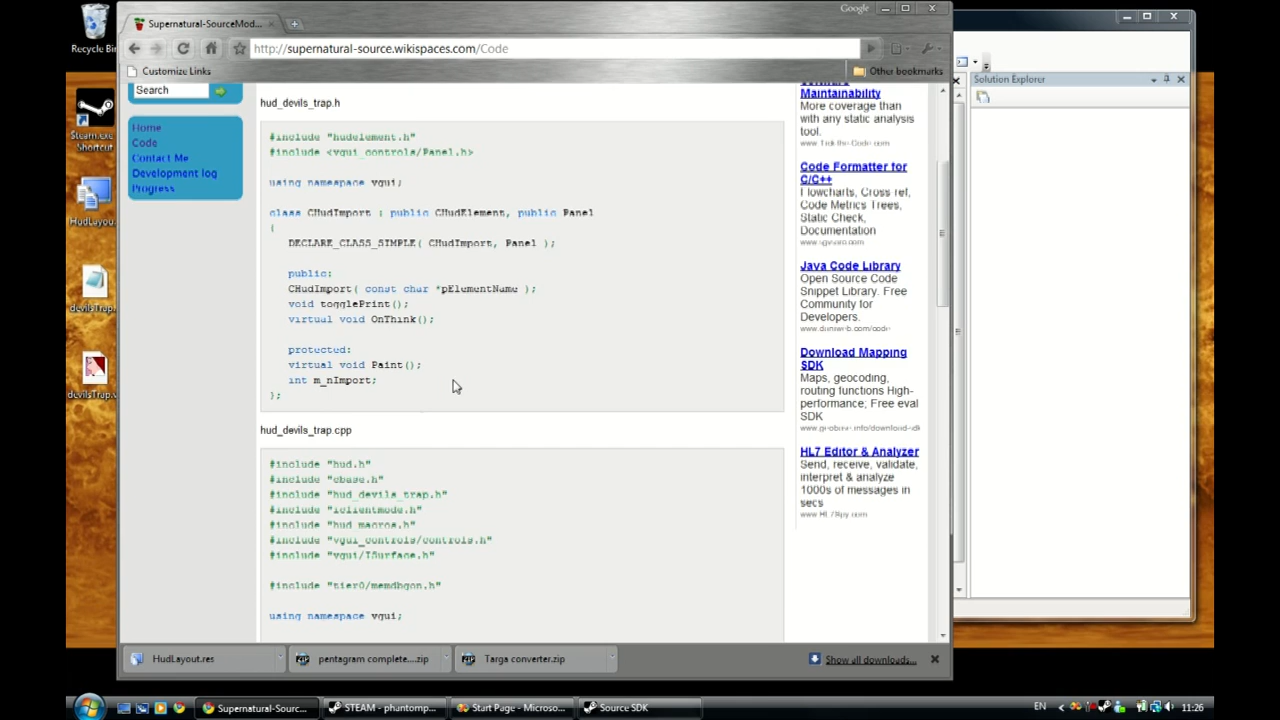 Supernatural-SourceMod...
Google
http://supernatural-source.wikispaces.com/Code
Customize Links
Other bookmarks
Recycle Bin
Steam.exe
Shortcut
HudLayout.
devilsTrap.
devilsTrap.v
Search
Home
Code
Contact Me
Development log
Progress
hud_devils_trap.h
#include "hudelement.h"
#include <vgui_controls/Panel.h>
using namespace vgui;
class CHudImport : public CHudElement, public Panel
{
DECLARE_CLASS_SIMPLE( CHudImport, Panel );
public:
CHudImport( const char *pElementName );
void togglePrint();
virtual void OnThink();
protected:
virtual void Paint();
int m_nImport;
};
hud_devils_trap.cpp
#include "hud.h"
#include "cbase.h"
#include "hud_devils_trap.h"
#include "iclientmode.h"
#include "hud_macros.h"
#include "vgui_controls/controls.h"
#include "vgui/ISurface.h"
#include "tier0/memdbgon.h"
using namespace vgui;
Maintainability
More coverage than
with any static analysis
tool.
Code Formatter for
C/C++
Flowcharts, Cross ref,
Code Metrics Trees,
Static Check,
Documentation
Java Code Library
Open Source Code
Snippet Library. Free
Community for
Developers.
Download Mapping
SDK
Maps, geocoding,
routing functions High-
performance; Free eval
SDK
HL7 Editor & Analyzer
Send, receive, validate,
interpret & analyze
1000s of messages in
secs
Solution Explorer
HudLayout.res
pentagram complete....zip
Targa converter.zip
Show all downloads...
Supernatural-Sourc...
STEAM - phantomp...
Start Page - Micros...
Source SDK
EN
11:26